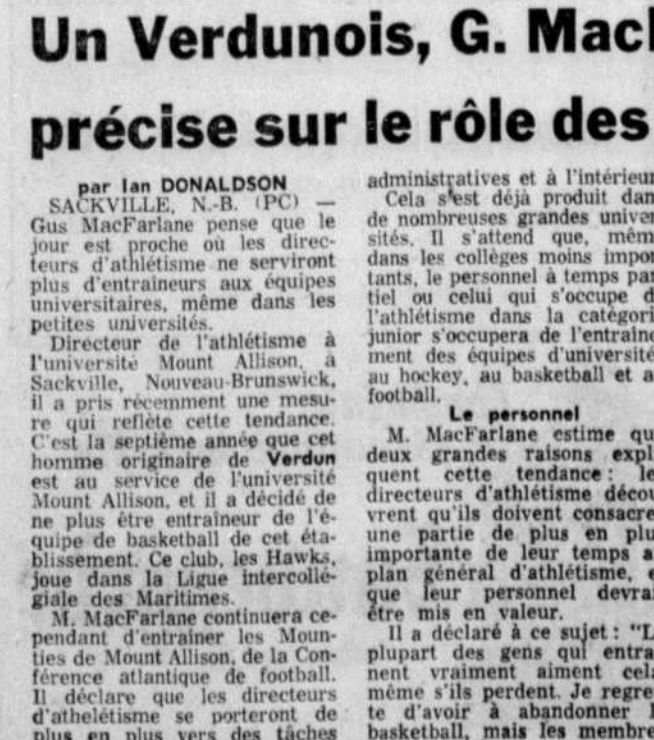 Un Verdunois, G. Mac
précise sur le rôle des
par Ian DONALDSON
SACKVILLE, N.-B. (PC) —
Gus MacFarlane pense que le
jour est proche où les direc-
teurs d'athlétisme ne serviront
plus d'entraîneurs aux équipes
universitaires, même dans les
petites universités.
Directeur de l'athlétisme à
l'université Mount Allison, à
Sackville, Nouveau-Brunswick,
il a pris récemment une mesu-
re qui reflète cette tendance.
C'est la septième année que cet
homme originaire de Verdun
est au service de l'université
Mount Allison, et il a décidé de
ne plus être entraîneur de l'é-
quipe de basketball de cet éta-
blissement. Ce club, les Hawks,
joue dans la Ligue intercollé-
giale des Maritimes.
M. MacFarlane continuera ce-
pendant d'entraîner les Moun-
ties de Mount Allison, de la Con-
férence atlantique de football.
Il déclare que les directeurs
d'athelétisme se porteront de
plus en plus vers des tâches
administratives et à l'intérieur
Cela s'est déjà produit dan
de nombreuses grandes univer
sités. Il s'attend que, mêm
dans les collèges moins impor
tants, le personnel à temps par
tiel ou celui qui s'occupe d
l'athlétisme dans la catégori
junior s'occupera de l'entraîne
ment des équipes d'université
au hockey, au basketball et a
football.
Le personnel
M. MacFarlane estime qu
deux grandes raisons expli
quent cette tendance : le
directeurs d'athlétisme décou
vrent qu'ils doivent consacre
une partie de plus en plu
importante de leur temps a
plan général d'athlétisme, e
que leur personnel devrai
être mis en valeur.
Il a déclaré à ce sujet : "L
plupart des gens qui entra
nent vraiment aiment cela
même s'ils perdent. Je regre
te d'avoir à abandonner l
basketball, mais les membre